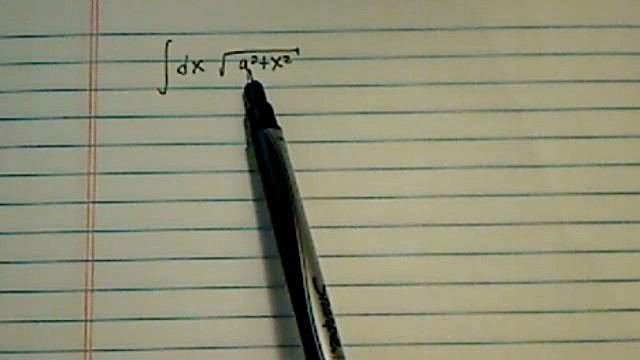 ∫ dx √(a²+x²)